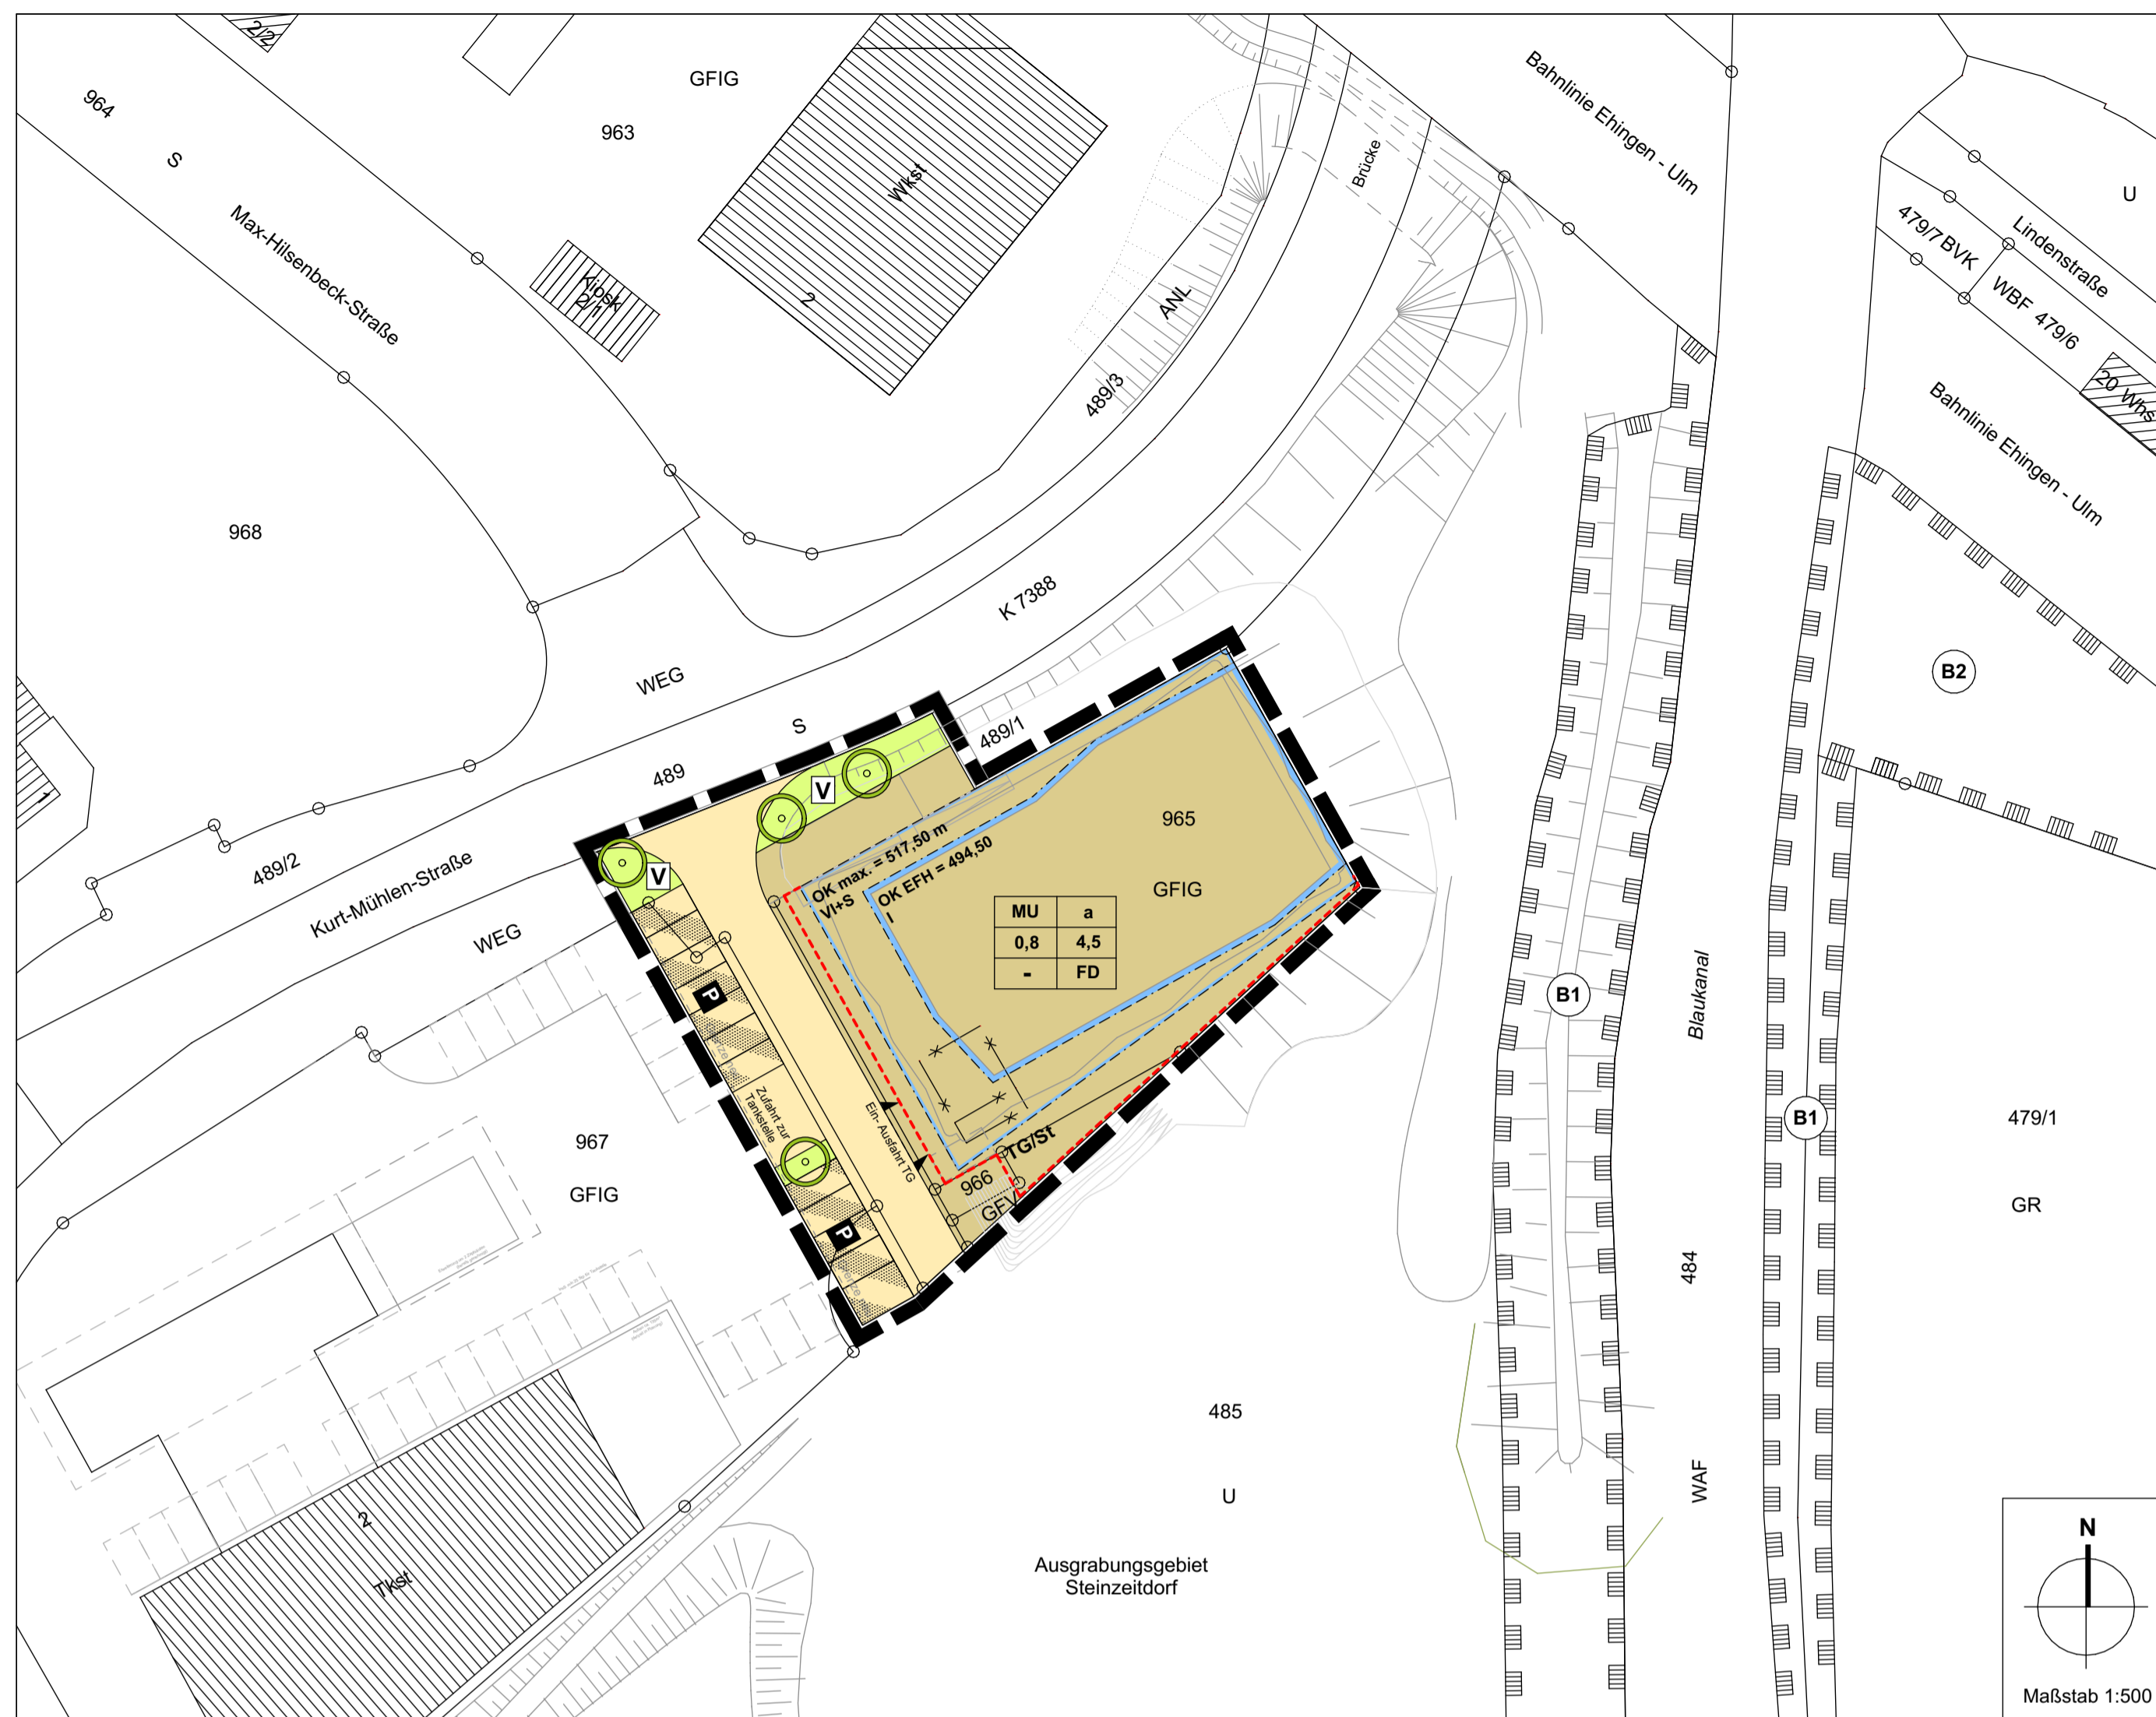 2/2
GFIG
963
964
S
Max-Hilsenbeck-Straße
Wkst
2
Kiosk
2/1
Brücke
ANL
489/3
Bahnlinie Ehingen - Ulm
U
Lindenstraße
479/7 BVK
WBF 479/6
20 Whs
Bahnlinie Ehingen - Ulm
968
K 7388
WEG
S
489
489/1
B2
1
489/2
Kurt-Mühlen-Straße
WEG
V
V
965
GFIG
OK max. = 517,50 m
VI+S
OK EFH = 494,50
I
MU a
0,8 4,5
- FD
B1
Blaukanal
P
Zufahrt zur
Tankstelle
Ein- Ausfahrt TG
TG/St
966
GFV
P
967
GFIG
B1
479/1
GR
484
485
U
WAF
Ausgrabungsgebiet
Steinzeitdorf
2
Tkst
N
Maßstab 1:500